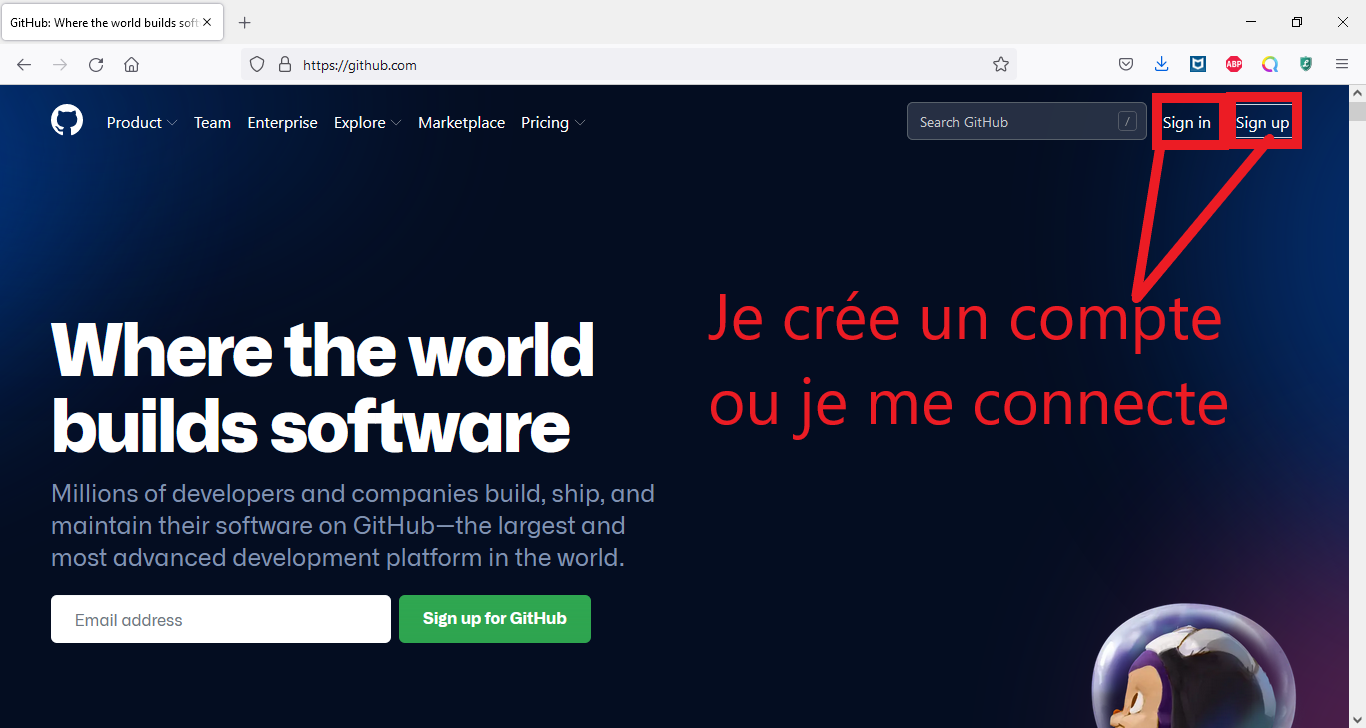 GitHub: Where the world builds soft
https://github.com
ABP
Product Team Enterprise Explore Marketplace Pricing
Search GitHub /
Sign in
Sign up
Je crée un compte
ou je me connecte
Where the world
builds software
Millions of developers and companies build, ship, and
maintain their software on GitHub—the largest and
most advanced development platform in the world.
Email address
Sign up for GitHub